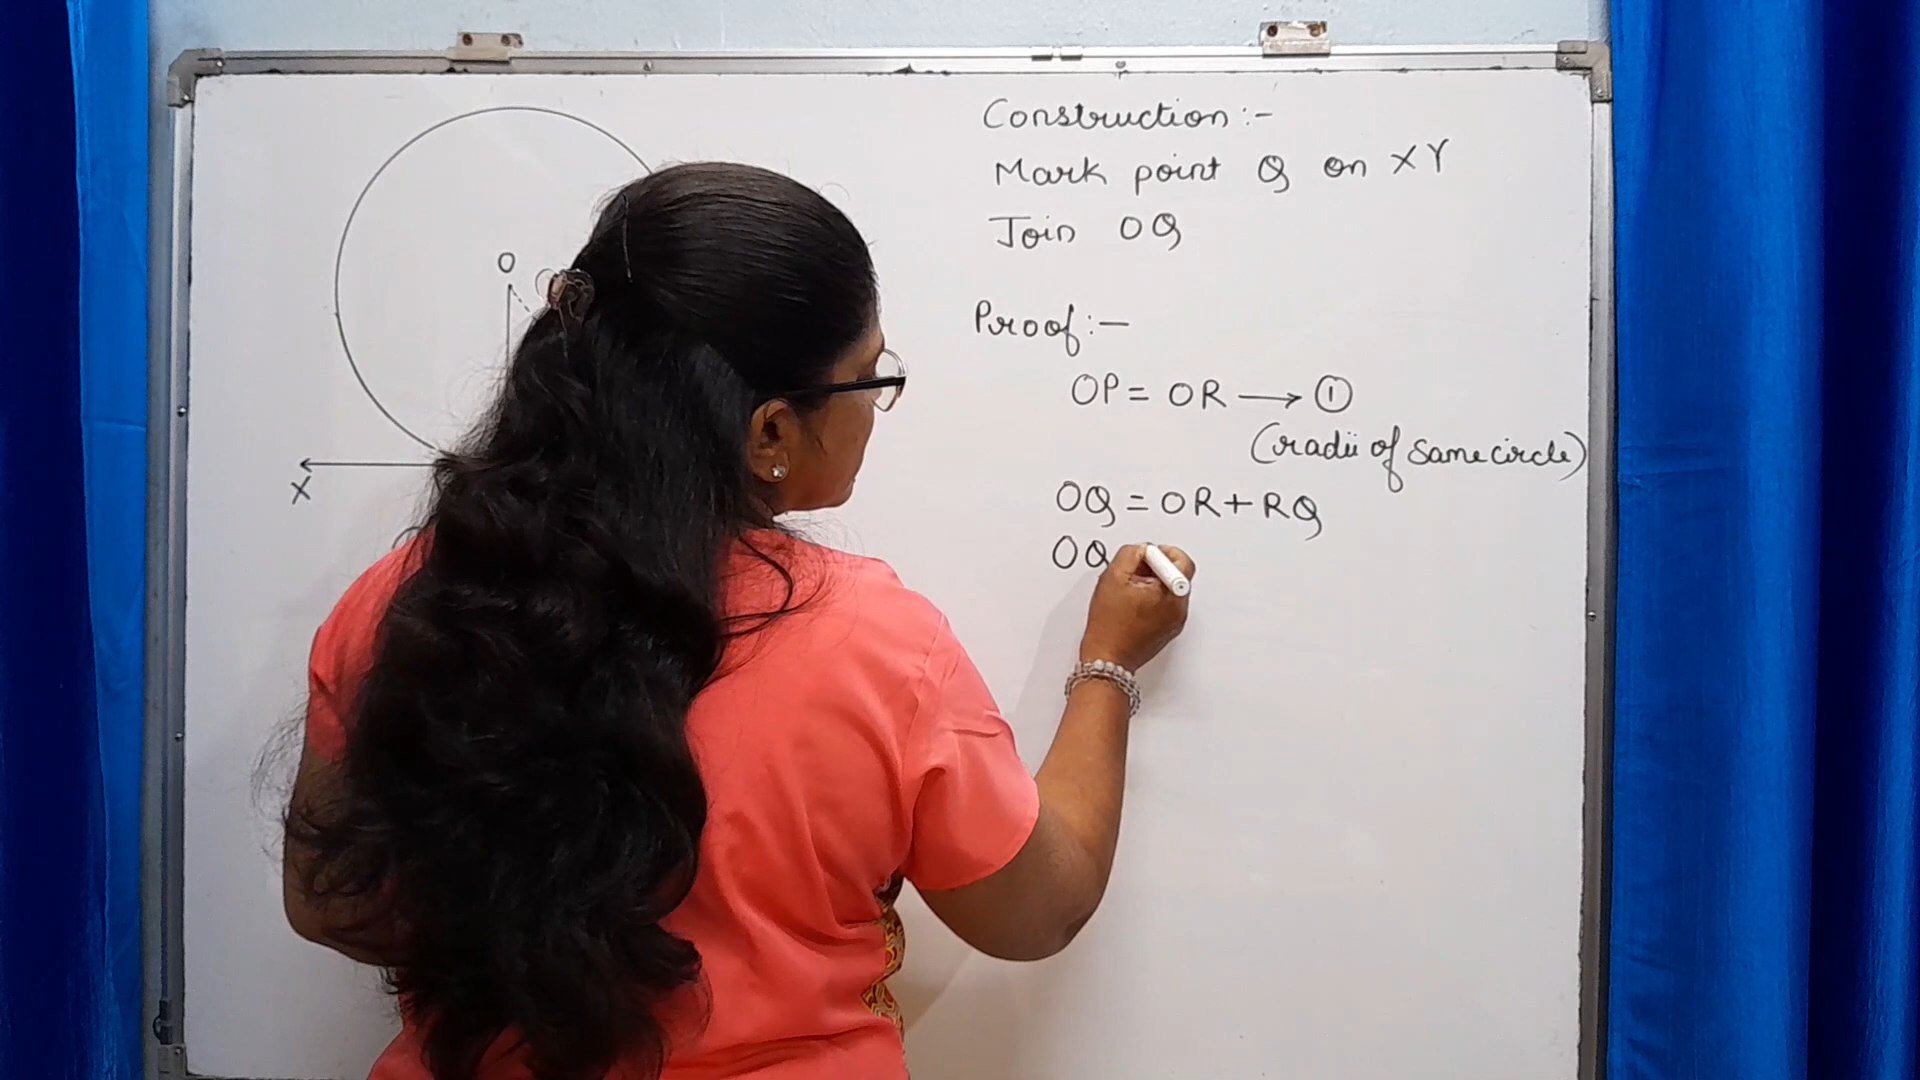 O
X
Construction :-
Mark point Q on XY
Join OQ
Proof :-
OP = OR ⟶ ①
(radii of same circle)
OQ = OR + RQ
OQ